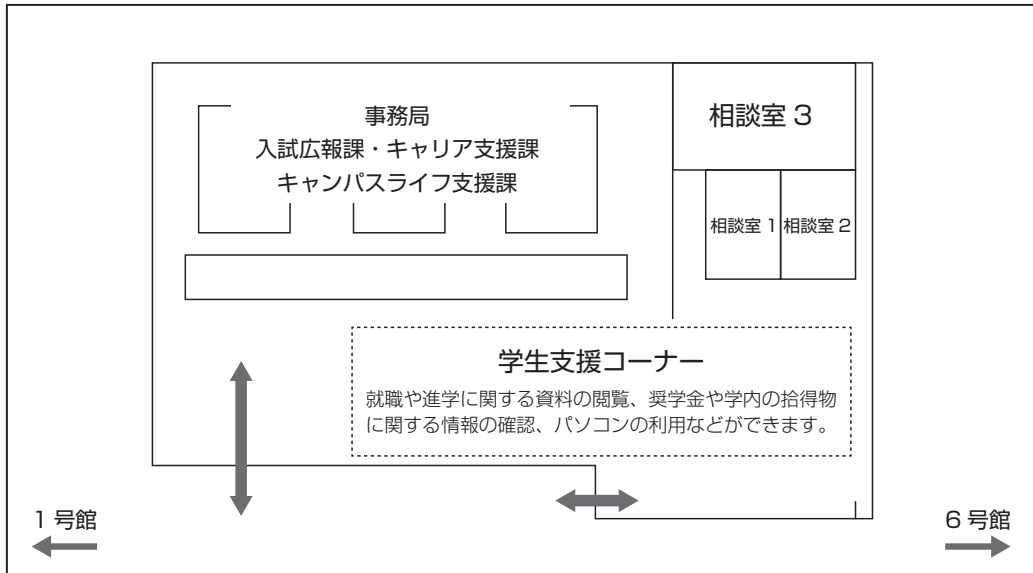 事務局
入試広報課・キャリア支援課
キャンパスライフ支援課
相談室 3
相談室 1
相談室 2
学生支援コーナー
就職や進学に関する資料の閲覧、奨学金や学内の拾得物
に関する情報の確認、パソコンの利用などができます。
1 号館
6 号館